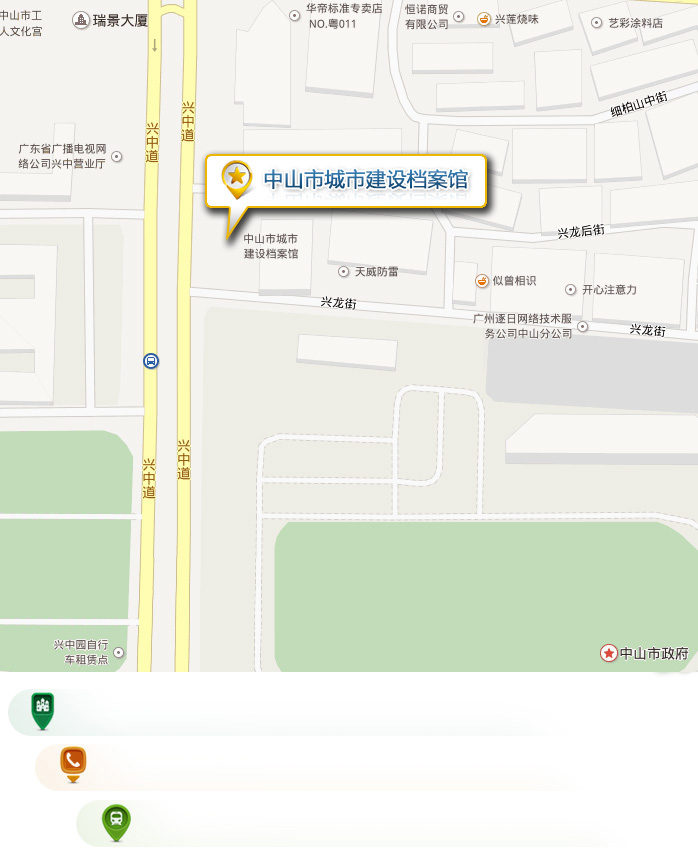 中山市工
人文化宫
瑞景大厦
华帝标准专卖店
NO.粤011
恒诺商贸
有限公司
兴莲烧味
艺彩涂料店
细柏山中街
兴中道
兴中道
广东省广播电视网
络公司兴中营业厅
中山市城市建设档案馆
中山市城市
建设档案馆
天威防雷
兴龙后街
似曾相识
开心注意力
兴龙街
广州逐日网络技术服
务公司中山分公司
兴龙街
兴中道
兴中道
兴中园自行
车租赁点
中山市政府